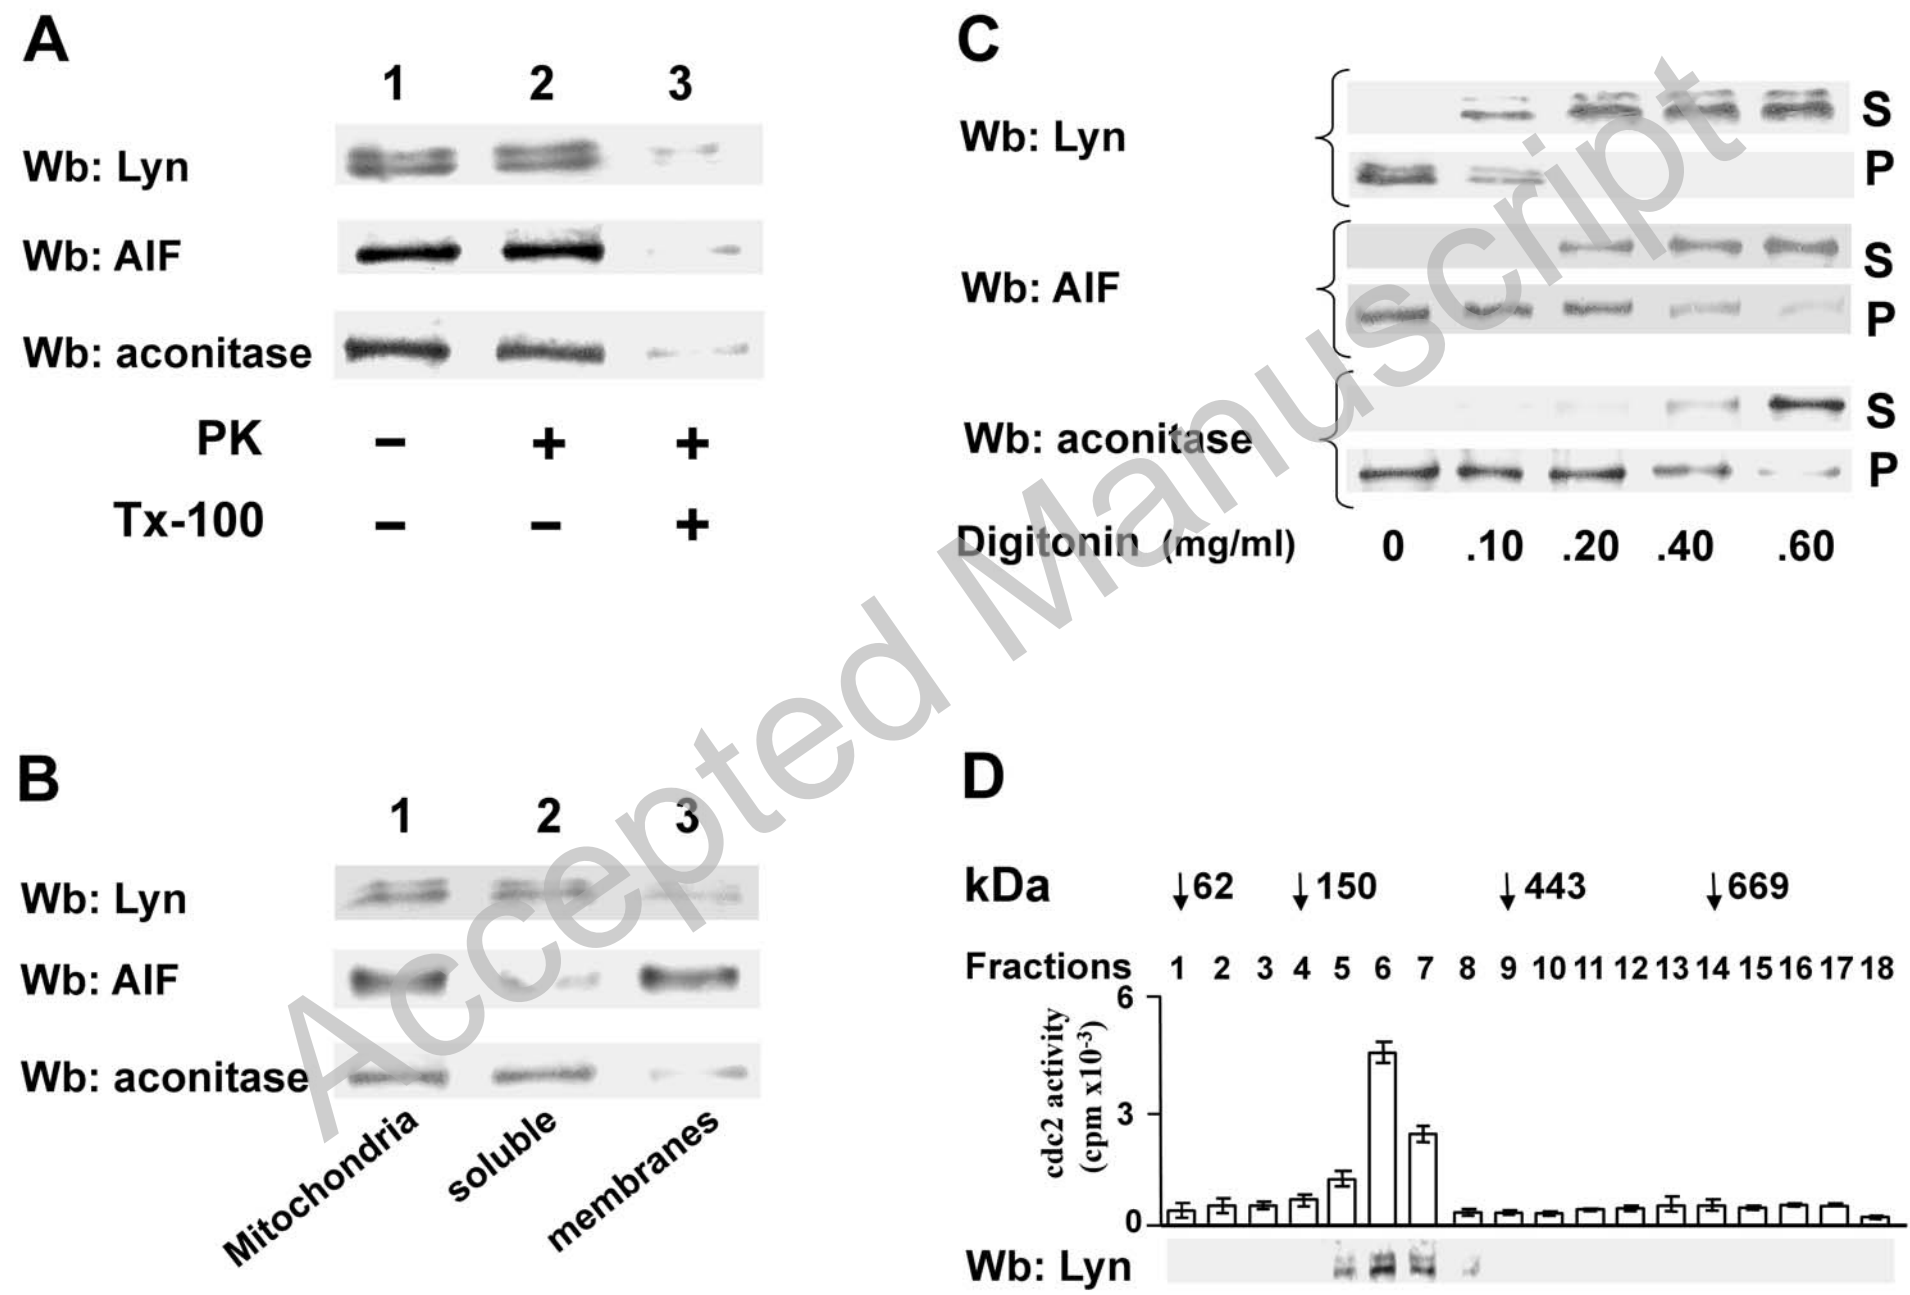 A
1 2 3
Wb: Lyn
Wb: AIF
Wb: aconitase
PK − + +
Tx-100 − − +
B
1 2 3
Wb: Lyn
Wb: AIF
Wb: aconitase
Mitochondria soluble membranes
C
Wb: Lyn S
P
Wb: AIF S
P
Wb: aconitase S
P
Digitonin (mg/ml) 0 .10 .20 .40 .60
D
kDa ↓62 ↓150 ↓443 ↓669
Fractions 1 2 3 4 5 6 7 8 9 10 11 12 13 14 15 16 17 18
cdc2 activity
(cpm x10-3)
6
3
0
Wb: Lyn
Accepted Manuscript